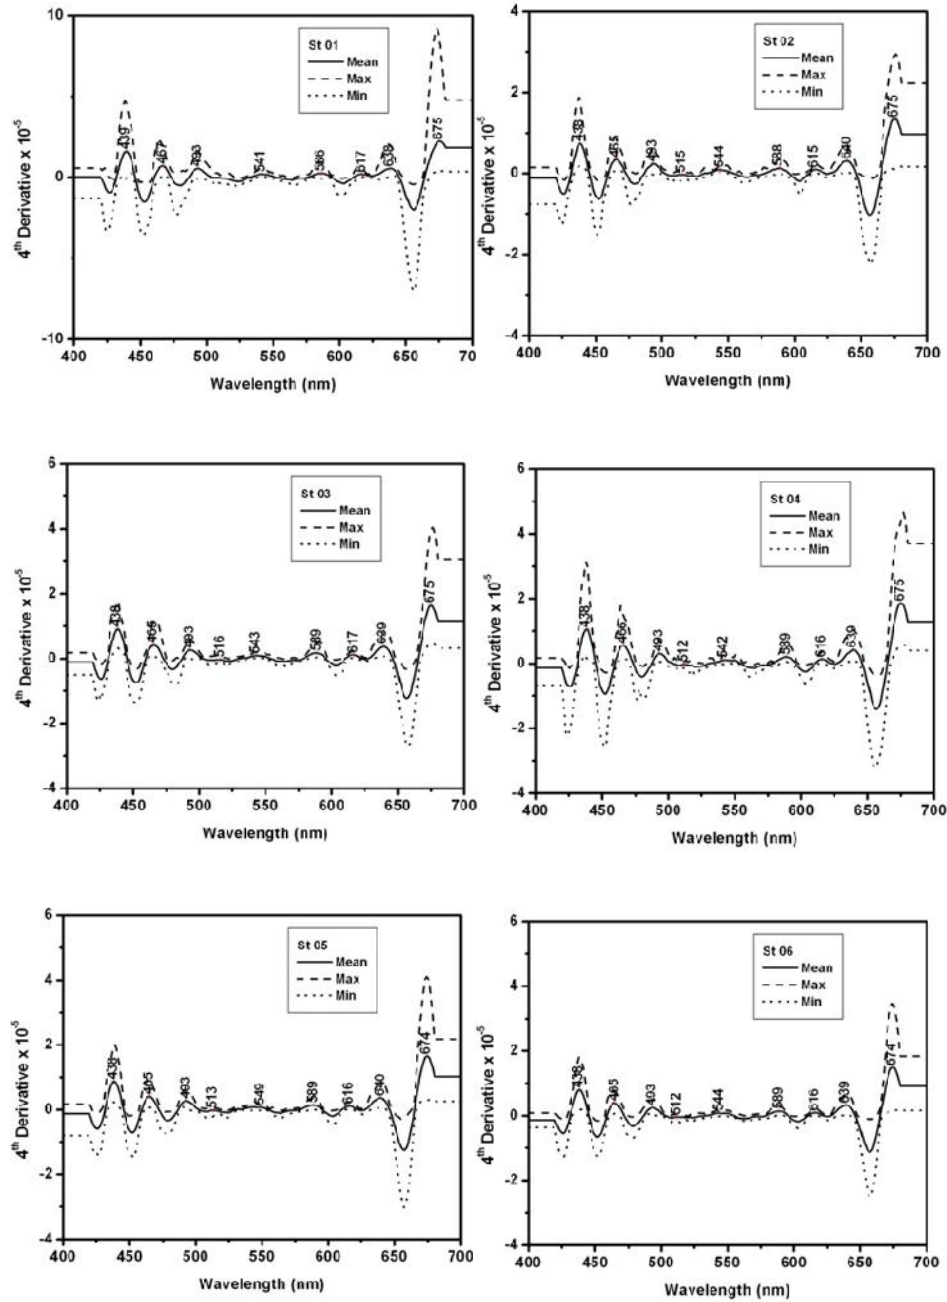 St 01
Mean
Max
Min
10
0
-10
439
467
493
541
586
617
638
675
400 450 500 550 600 650 700
4th Derivative x 10-5
Wavelength (nm)
St 02
Mean
Max
Min
4
2
0
-2
-4
438
465
493
515
544
588
615
640
675
400 450 500 550 600 650 700
4th Derivative x 10-5
Wavelength (nm)
St 03
Mean
Max
Min
6
4
2
0
-2
-4
438
466
493
516
543
589
617
639
675
400 450 500 550 600 650 700
4th Derivative x 10-5
Wavelength (nm)
St 04
Mean
Max
Min
6
4
2
0
-2
-4
438
466
493
512
542
589
616
639
675
400 450 500 550 600 650 700
4th Derivative x 10-5
Wavelength (nm)
St 05
Mean
Max
Min
6
4
2
0
-2
-4
438
465
493
513
549
589
616
640
674
400 450 500 550 600 650 700
4th Derivative x 10-5
Wavelength (nm)
St 06
Mean
Max
Min
6
4
2
0
-2
-4
438
465
493
512
544
589
616
639
674
400 450 500 550 600 650 700
4th Derivative x 10-5
Wavelength (nm)